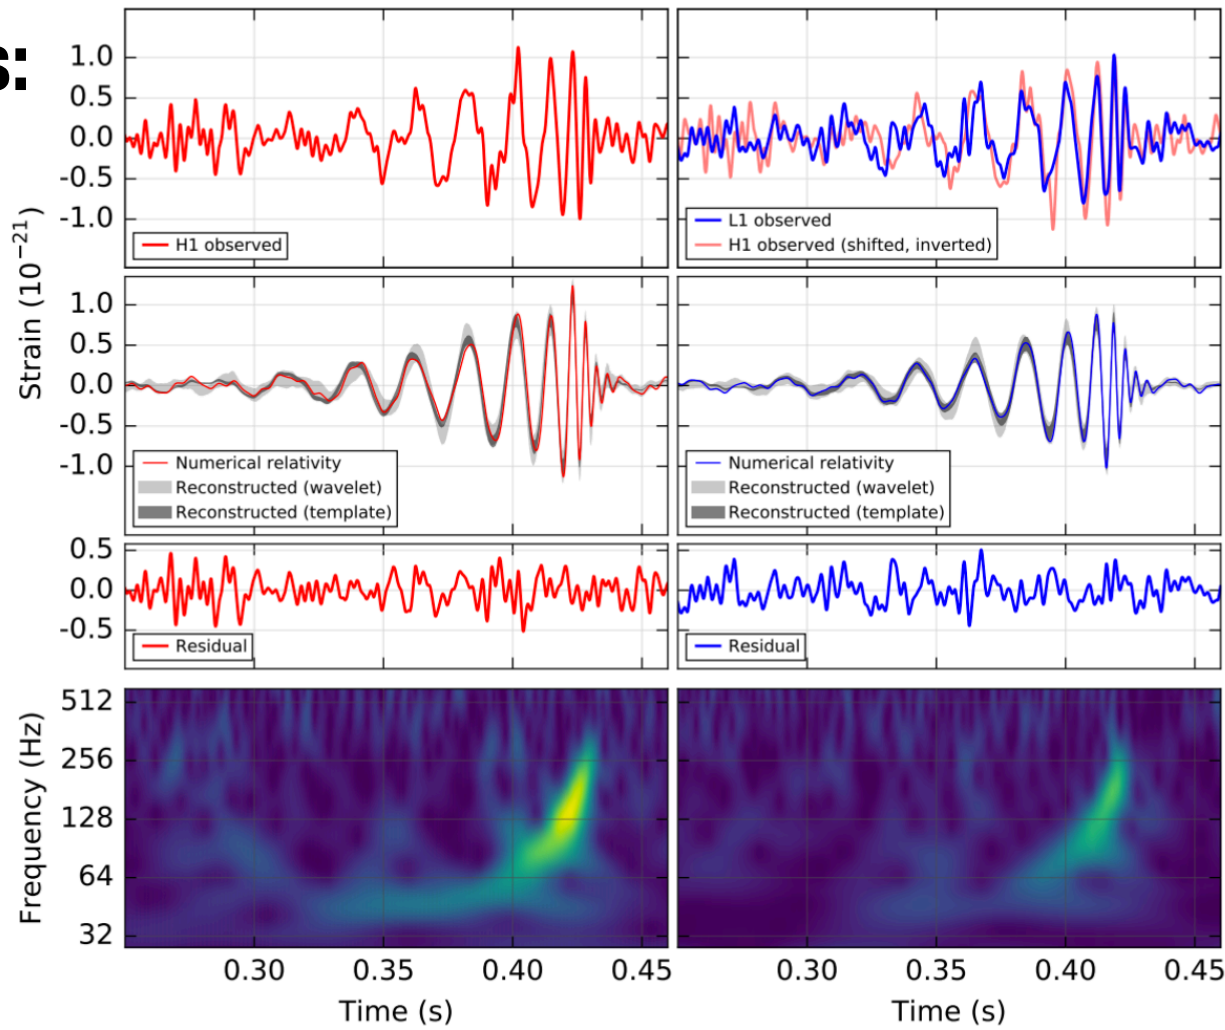 s:
Strain (10⁻²¹)
1.0
0.5
0.0
-0.5
-1.0
H1 observed
L1 observed
H1 observed (shifted, inverted)
1.0
0.5
0.0
-0.5
-1.0
Numerical relativity
Reconstructed (wavelet)
Reconstructed (template)
Numerical relativity
Reconstructed (wavelet)
Reconstructed (template)
0.5
0.0
-0.5
Residual
Residual
Frequency (Hz)
512
256
128
64
32
0.30 0.35 0.40 0.45
0.30 0.35 0.40 0.45
Time (s)
Time (s)